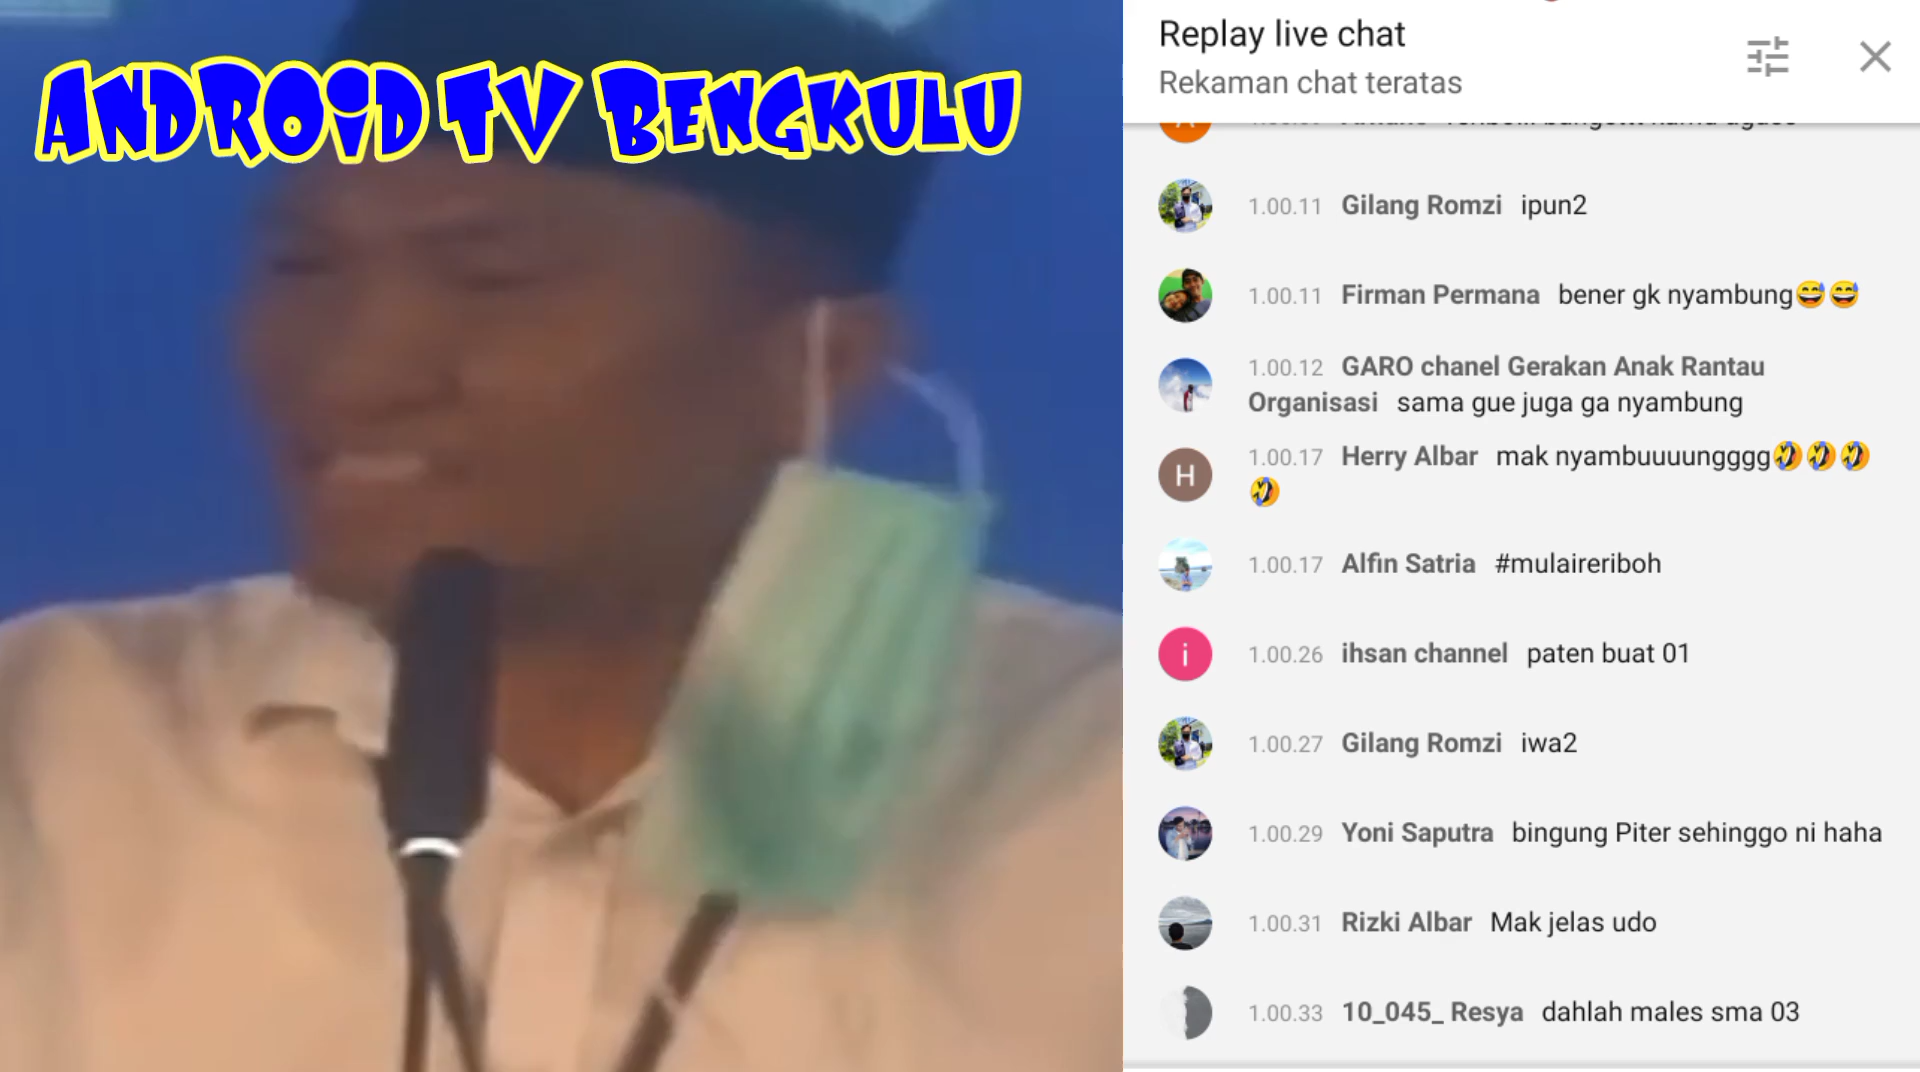 ANDROiD TV BENGKULU
Replay live chat
Rekaman chat teratas
1.00.11 Gilang Romzi ipun2
1.00.11 Firman Permana bener gk nyambung😅😅
1.00.12 GARO chanel Gerakan Anak Rantau
Organisasi sama gue juga ga nyambung
H 1.00.17 Herry Albar mak nyambuuuungggg🤣🤣🤣
🤣
1.00.17 Alfin Satria #mulaireriboh
i 1.00.26 ihsan channel paten buat 01
1.00.27 Gilang Romzi iwa2
1.00.29 Yoni Saputra bingung Piter sehinggo ni haha
1.00.31 Rizki Albar Mak jelas udo
1.00.33 10_045_ Resya dahlah males sma 03